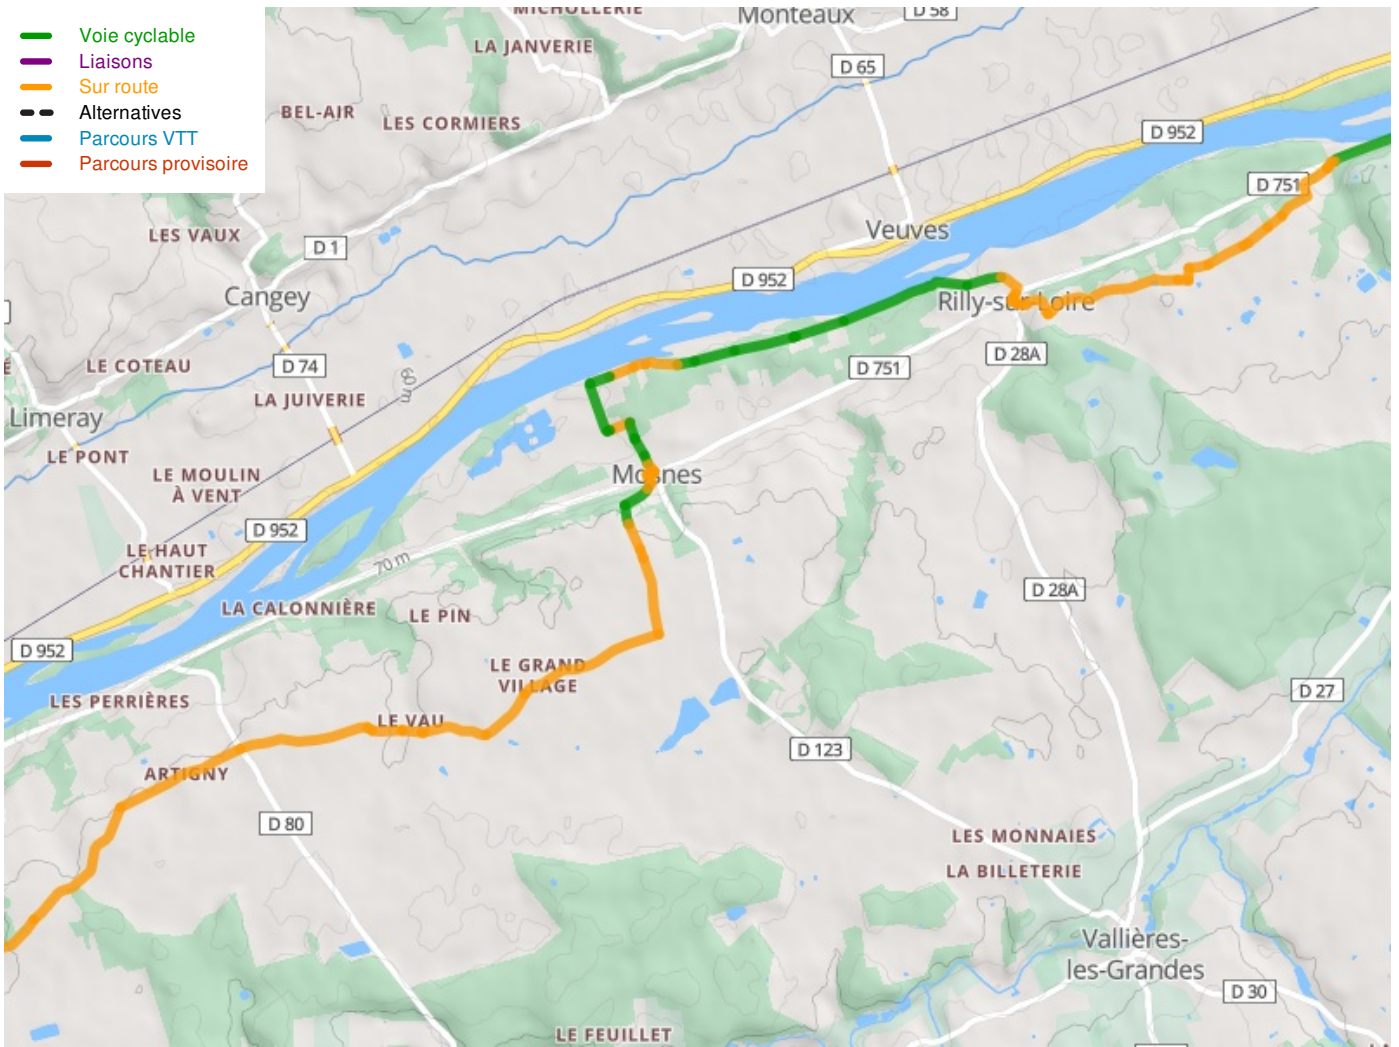 Voie cyclable
Liaisons
Sur route
Alternatives
Parcours VTT
Parcours provisoire
MICHOLLERIE
Monteaux
D 58
LA JANVERIE
D 65
BEL-AIR
LES CORMIERS
D 952
D 751
LES VAUX
D 1
Veuves
D 952
Cangey
Rilly-sur-Loire
LE COTEAU
D 74
D 28A
D 751
60 m
LA JUIVERIE
Limeray
LE PONT
LE MOULIN
À VENT
Mosnes
D 952
LE HAUT
CHANTIER
70 m
D 28A
LA CALONNIÈRE
LE PIN
D 952
LE GRAND
VILLAGE
LES PERRIÈRES
D 27
LE VAU
D 123
ARTIGNY
D 80
LES MONNAIES
LA BILLETERIE
Vallières-
les-Grandes
D 30
LE FEUILLET